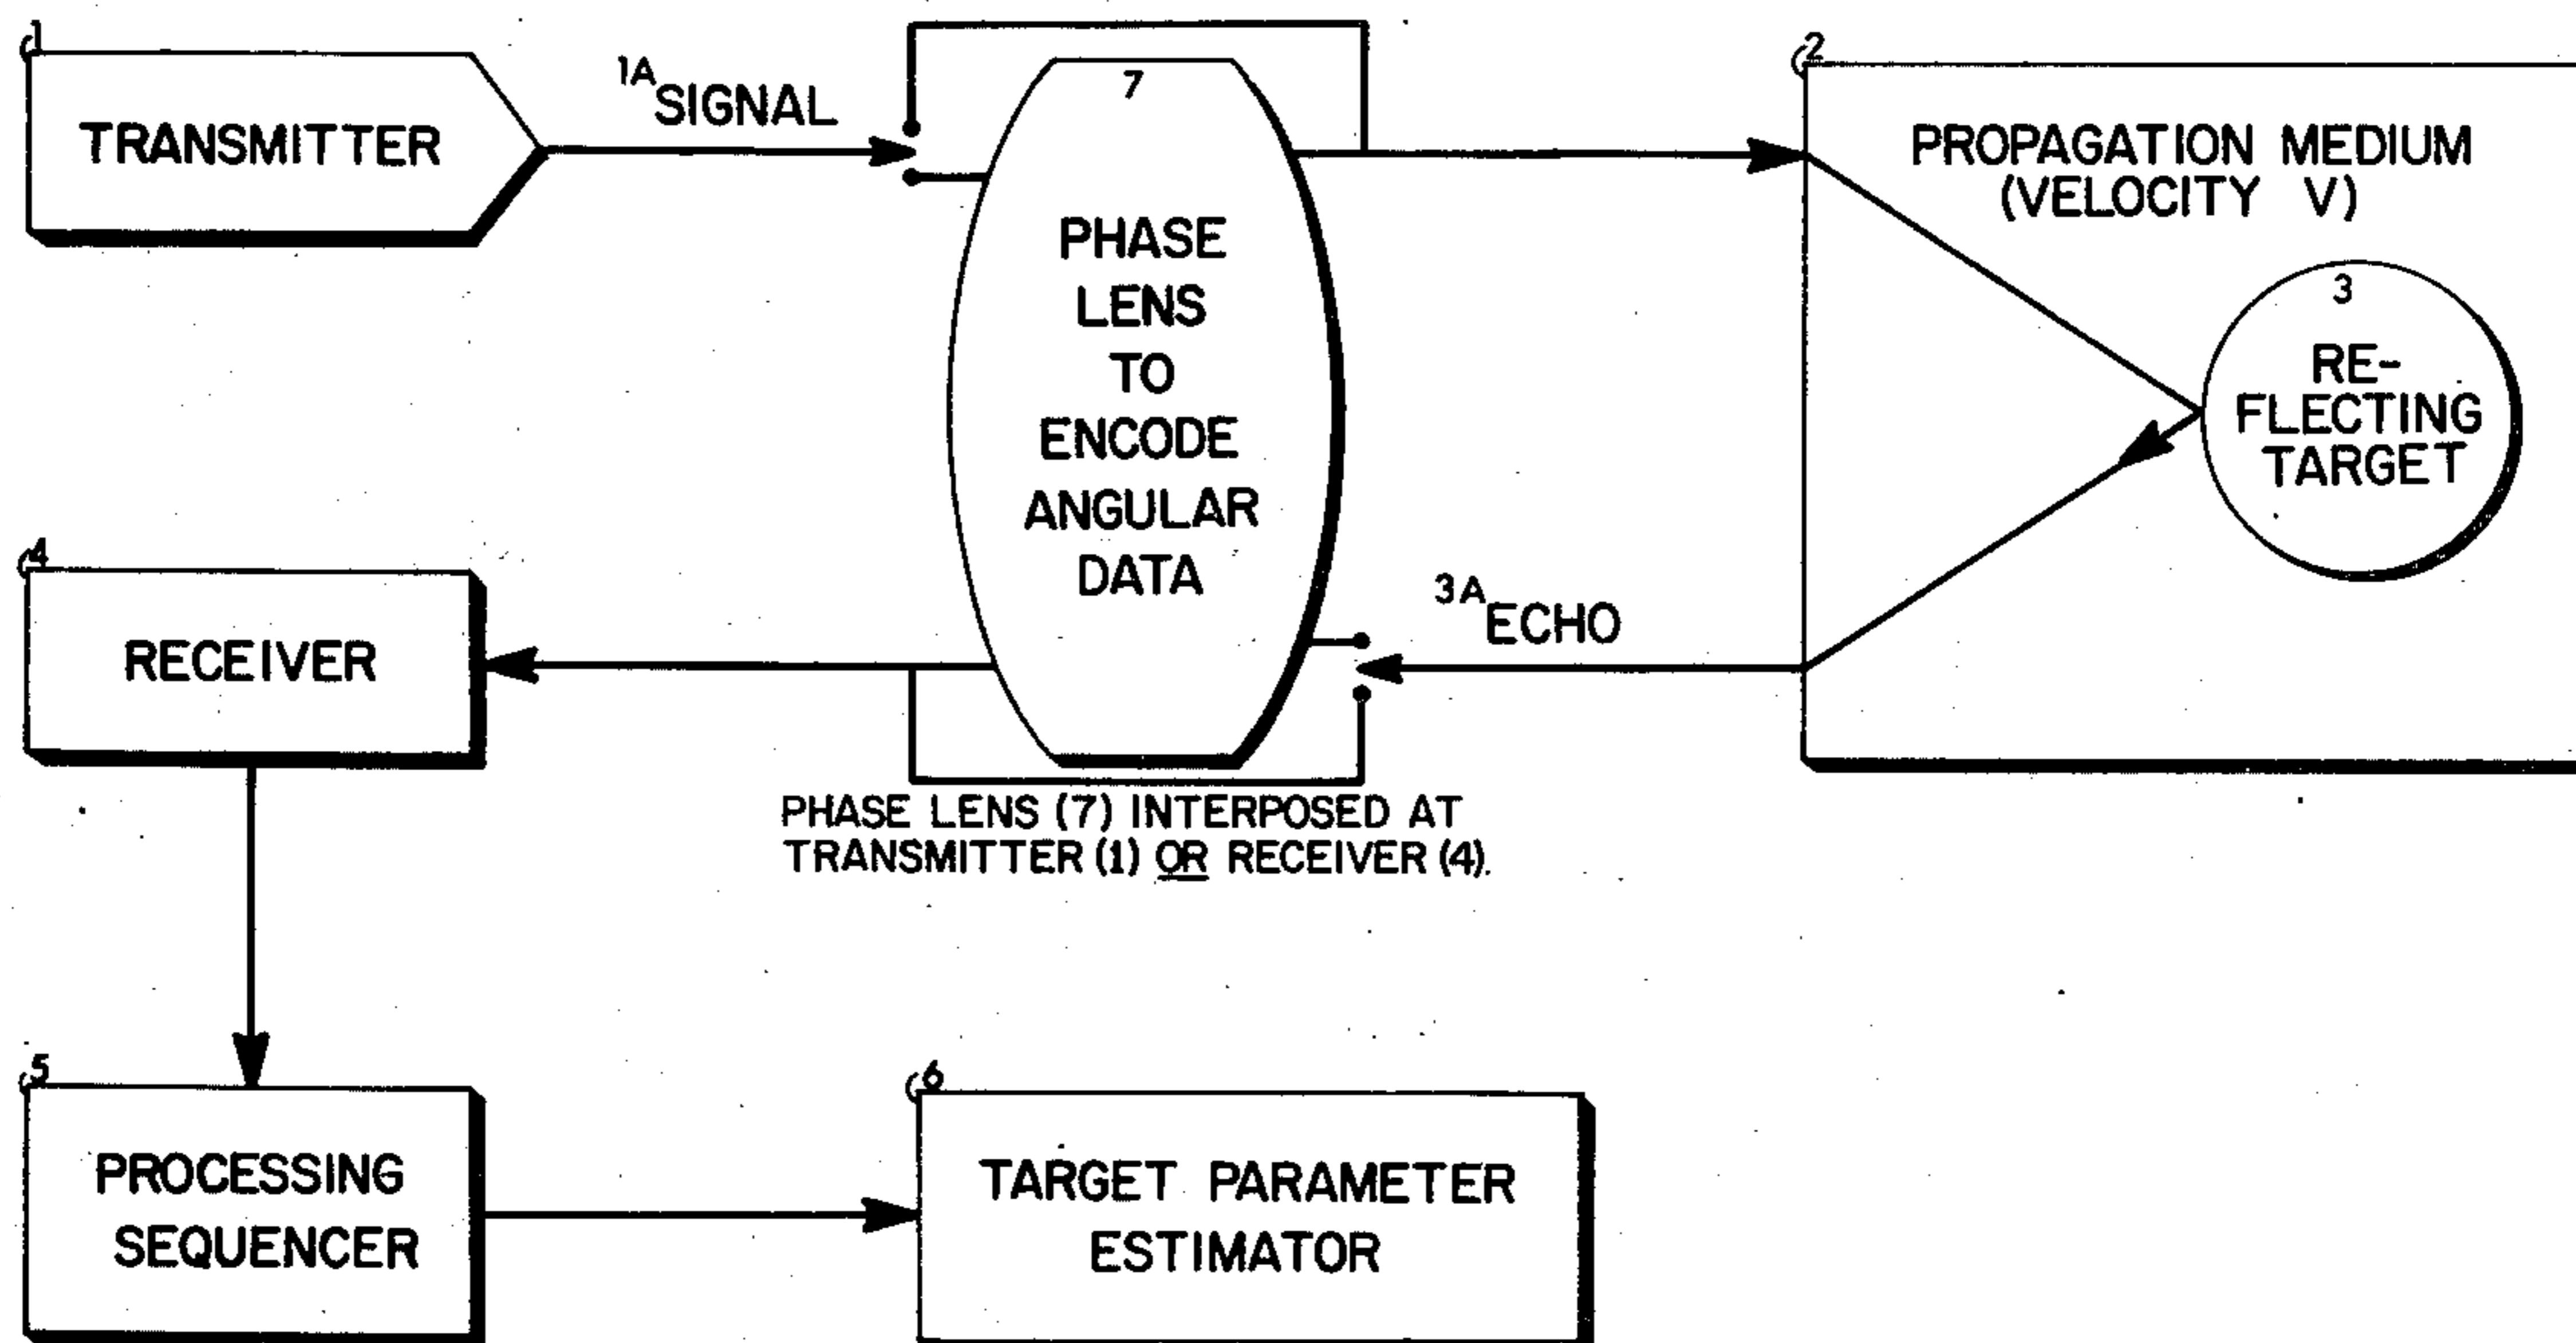 1
TRANSMITTER
1A SIGNAL
7
PHASE
LENS
TO
ENCODE
ANGULAR
DATA
2
PROPAGATION MEDIUM
(VELOCITY V)
3
RE-
FLECTING
TARGET
3A ECHO
4
RECEIVER
PHASE LENS (7) INTERPOSED AT
TRANSMITTER (1) OR RECEIVER (4).
5
PROCESSING
SEQUENCER
6
TARGET PARAMETER
ESTIMATOR